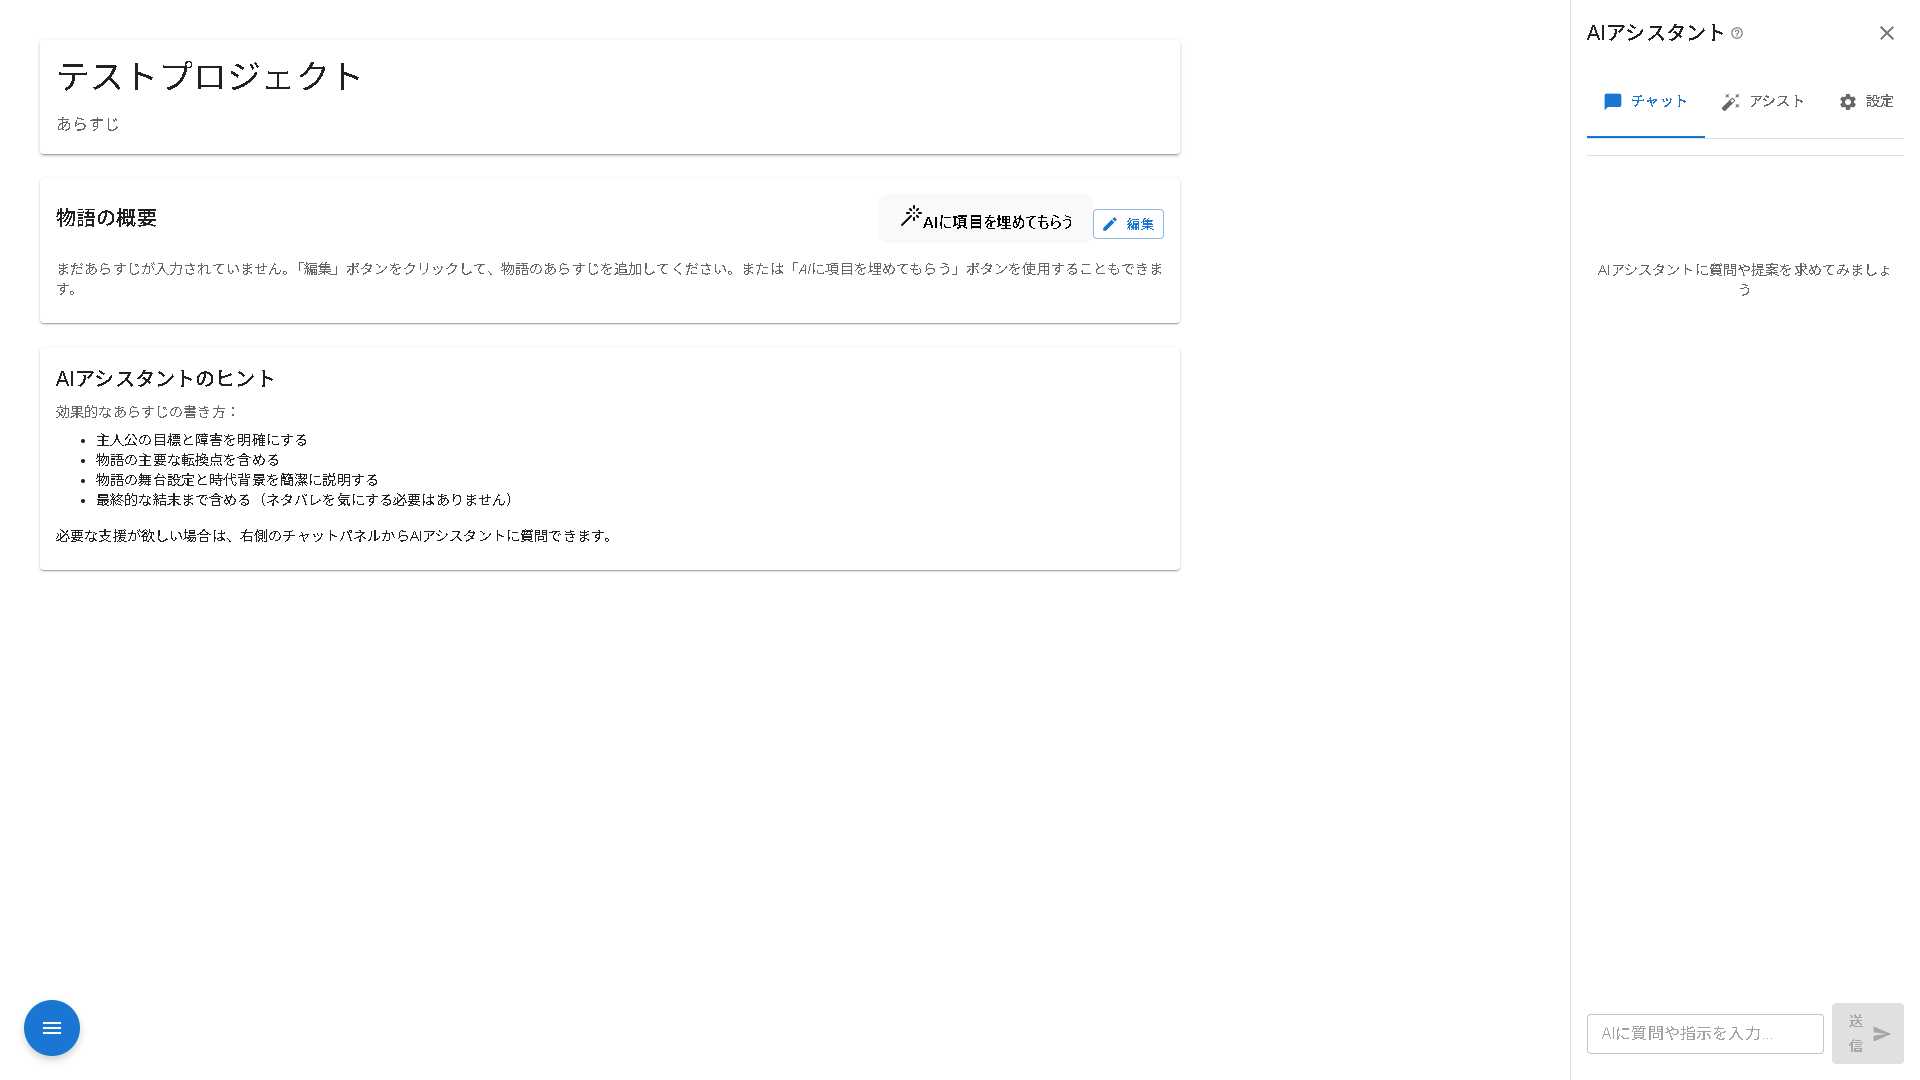 テストプロジェクト
あらすじ
物語の概要
AIに項目を埋めてもらう
編集
まだあらすじが入力されていません。「編集」ボタンをクリックして、物語のあらすじを追加してください。または「AIに項目を埋めてもらう」ボタンを使用することもできま
す。
AIアシスタントのヒント
効果的なあらすじの書き方：
主人公の目標と障害を明確にする
物語の主要な転換点を含める
物語の舞台設定と時代背景を簡潔に説明する
最終的な結末まで含める（ネタバレを気にする必要はありません）
必要な支援が欲しい場合は、右側のチャットパネルからAIアシスタントに質問できます。
AIアシスタント
チャット
アシスト
設定
AIアシスタントに質問や提案を求めてみましょ
う
AIに質問や指示を入力...
送
信